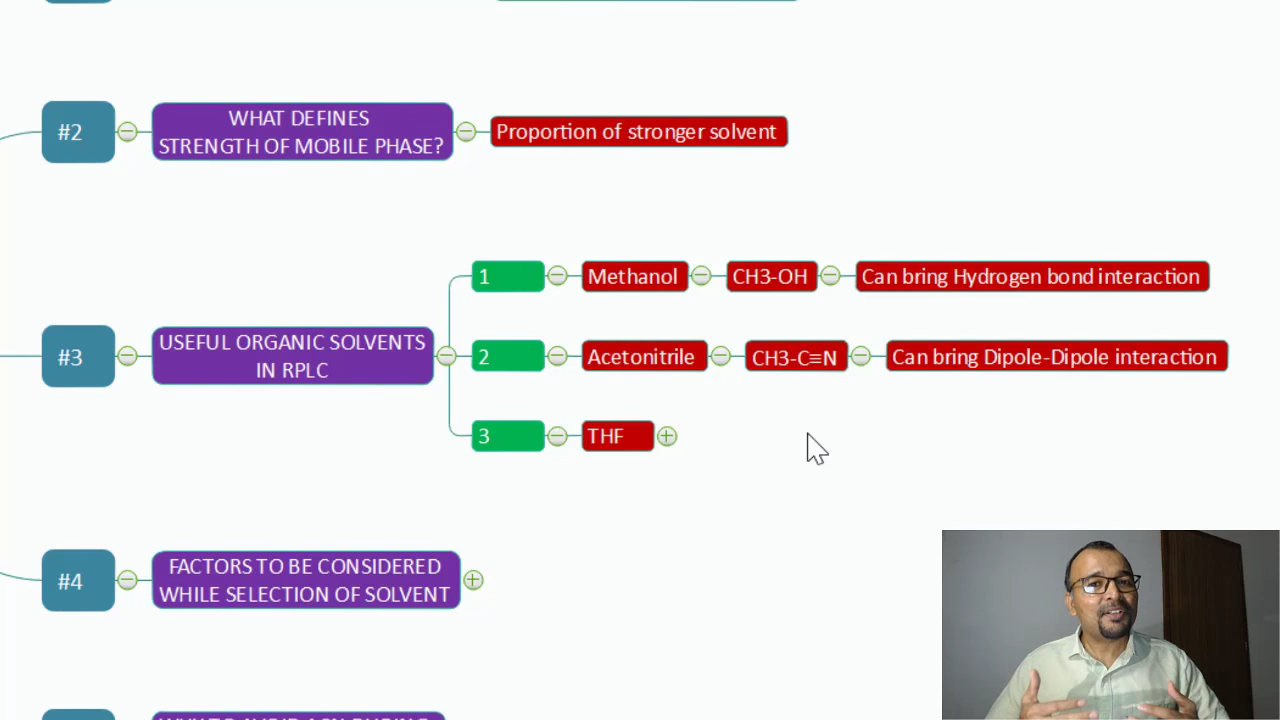 #2
WHAT DEFINES
STRENGTH OF MOBILE PHASE?
Proportion of stronger solvent
#3
USEFUL ORGANIC SOLVENTS
IN RPLC
1
Methanol
CH3-OH
Can bring Hydrogen bond interaction
2
Acetonitrile
CH3-C≡N
Can bring Dipole-Dipole interaction
3
THF
#4
FACTORS TO BE CONSIDERED
WHILE SELECTION OF SOLVENT